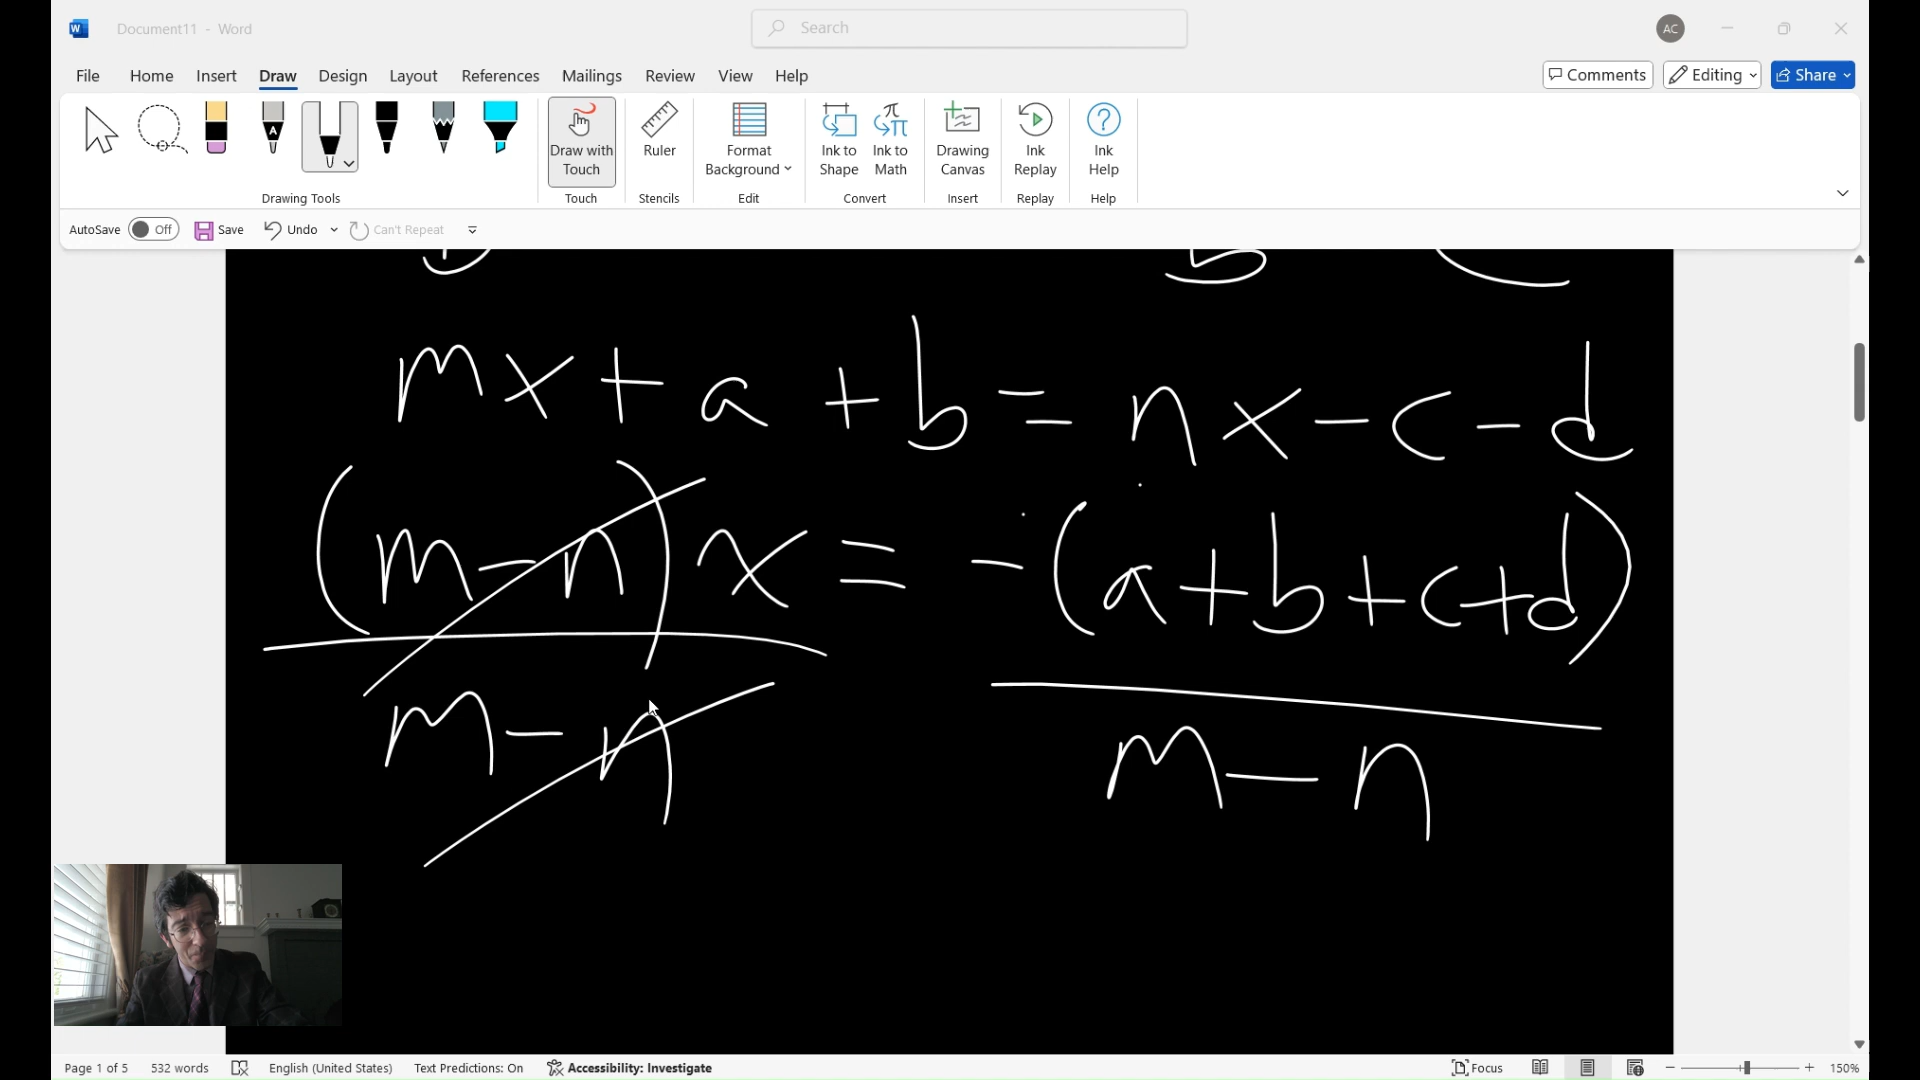 Document11 - Word
Search
AC
File Home Insert Draw Design Layout References Mailings Review View Help
Comments Editing Share
Draw with Touch
Ruler
Format Background
Ink to Shape
Ink to Math
Drawing Canvas
Ink Replay
Ink Help
Drawing Tools Touch Stencils Edit Convert Insert Replay Help
AutoSave Off Save Undo Can't Repeat
mx + a + b = nx - c - d
(m - n) x = - (a + b + c + d)
m - n m - n
Page 1 of 5 532 words English (United States) Text Predictions: On Accessibility: Investigate Focus 150%